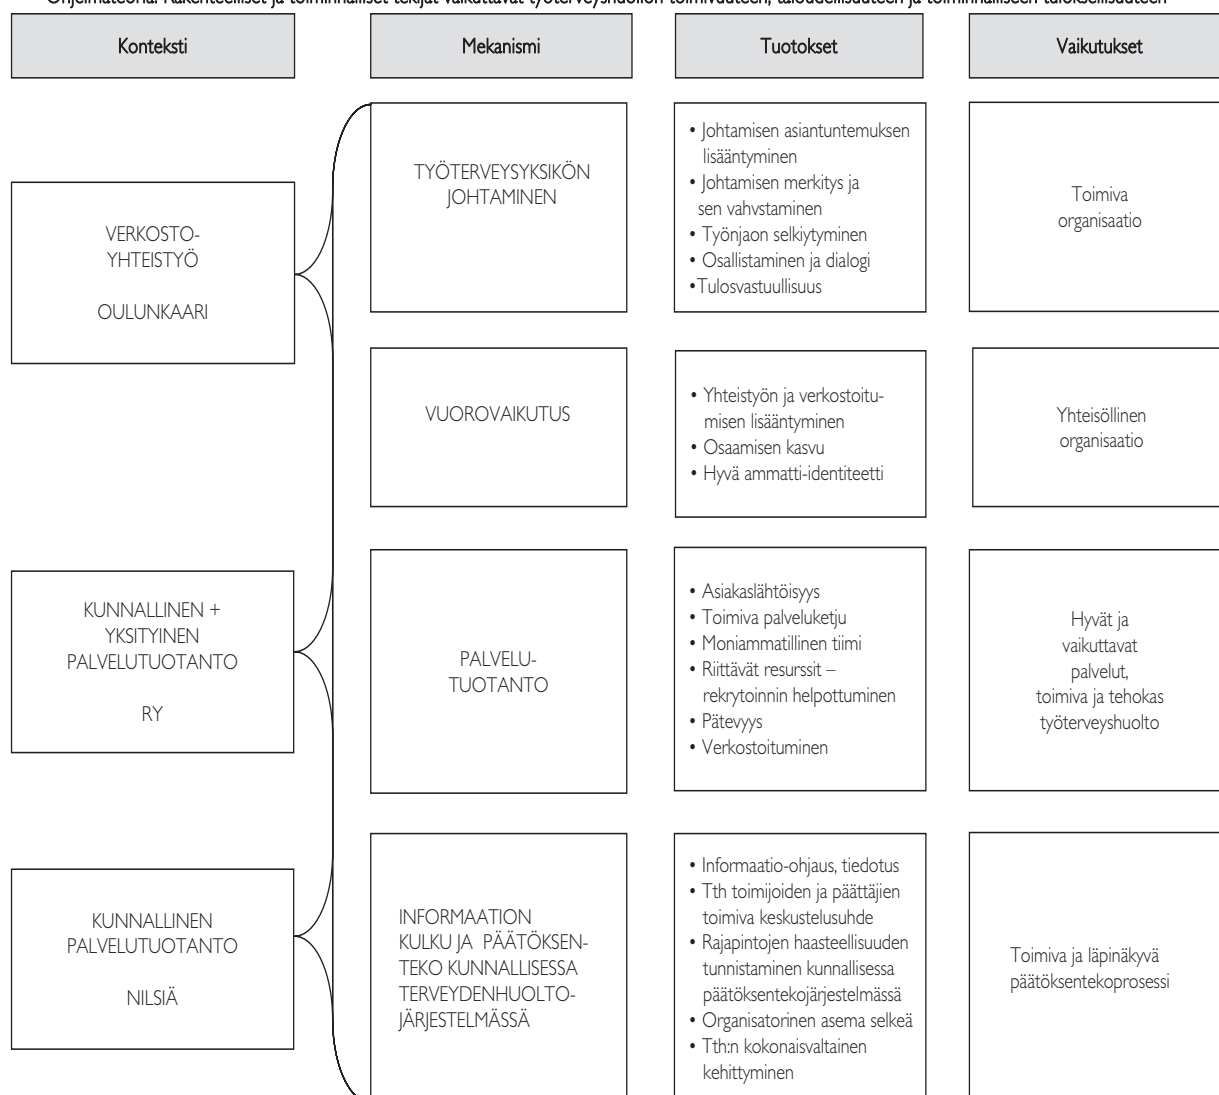 Ohjelmateoria: Rakenteelliset ja toiminnalliset tekijät vaikuttavat työterveyshuollon toimivuuteen, taloudellisuuteen ja toiminnalliseen tuloksellisuuteen
Konteksti
Mekanismi
Tuotokset
Vaikutukset
VERKOSTO-
YHTEISTYÖ
OULUNKAARI
KUNNALLINEN +
YKSITYINEN
PALVELUTUOTANTO
RY
KUNNALLINEN
PALVELUTUOTANTO
NILSIÄ
TYÖTERVEYSYKSIKÖN
JOHTAMINEN
• Johtamisen asiantuntemuksen
lisääntyminen
• Johtamisen merkitys ja
sen vahvstaminen
• Työnjaon selkiytyminen
• Osallistaminen ja dialogi
•Tulosvastuullisuus
Toimiva
organisaatio
VUOROVAIKUTUS
• Yhteistyön ja verkostoitu-
misen lisääntyminen
• Osaamisen kasvu
• Hyvä ammatti-identiteetti
Yhteisöllinen
organisaatio
PALVELU-
TUOTANTO
• Asiakaslähtöisyys
• Toimiva palveluketju
• Moniammatillinen tiimi
• Riittävät resurssit –
rekrytoinnin helpottuminen
• Pätevyys
• Verkostoituminen
Hyvät ja
vaikuttavat
palvelut,
toimiva ja tehokas
työterveyshuolto
INFORMAATION
KULKU JA PÄÄTÖKSEN-
TEKO KUNNALLISESSA
TERVEYDENHUOLTO-
JÄRJESTELMÄSSÄ
• Informaatio-ohjaus, tiedotus
• Tth toimijoiden ja päättäjien
toimiva keskustelusuhde
• Rajapintojen haasteellisuuden
tunnistaminen kunnallisessa
päätöksentekojärjestelmässä
• Organisatorinen asema selkeä
• Tth:n kokonaisvaltainen
kehittyminen
Toimiva ja läpinäkyvä
päätöksentekoprosessi